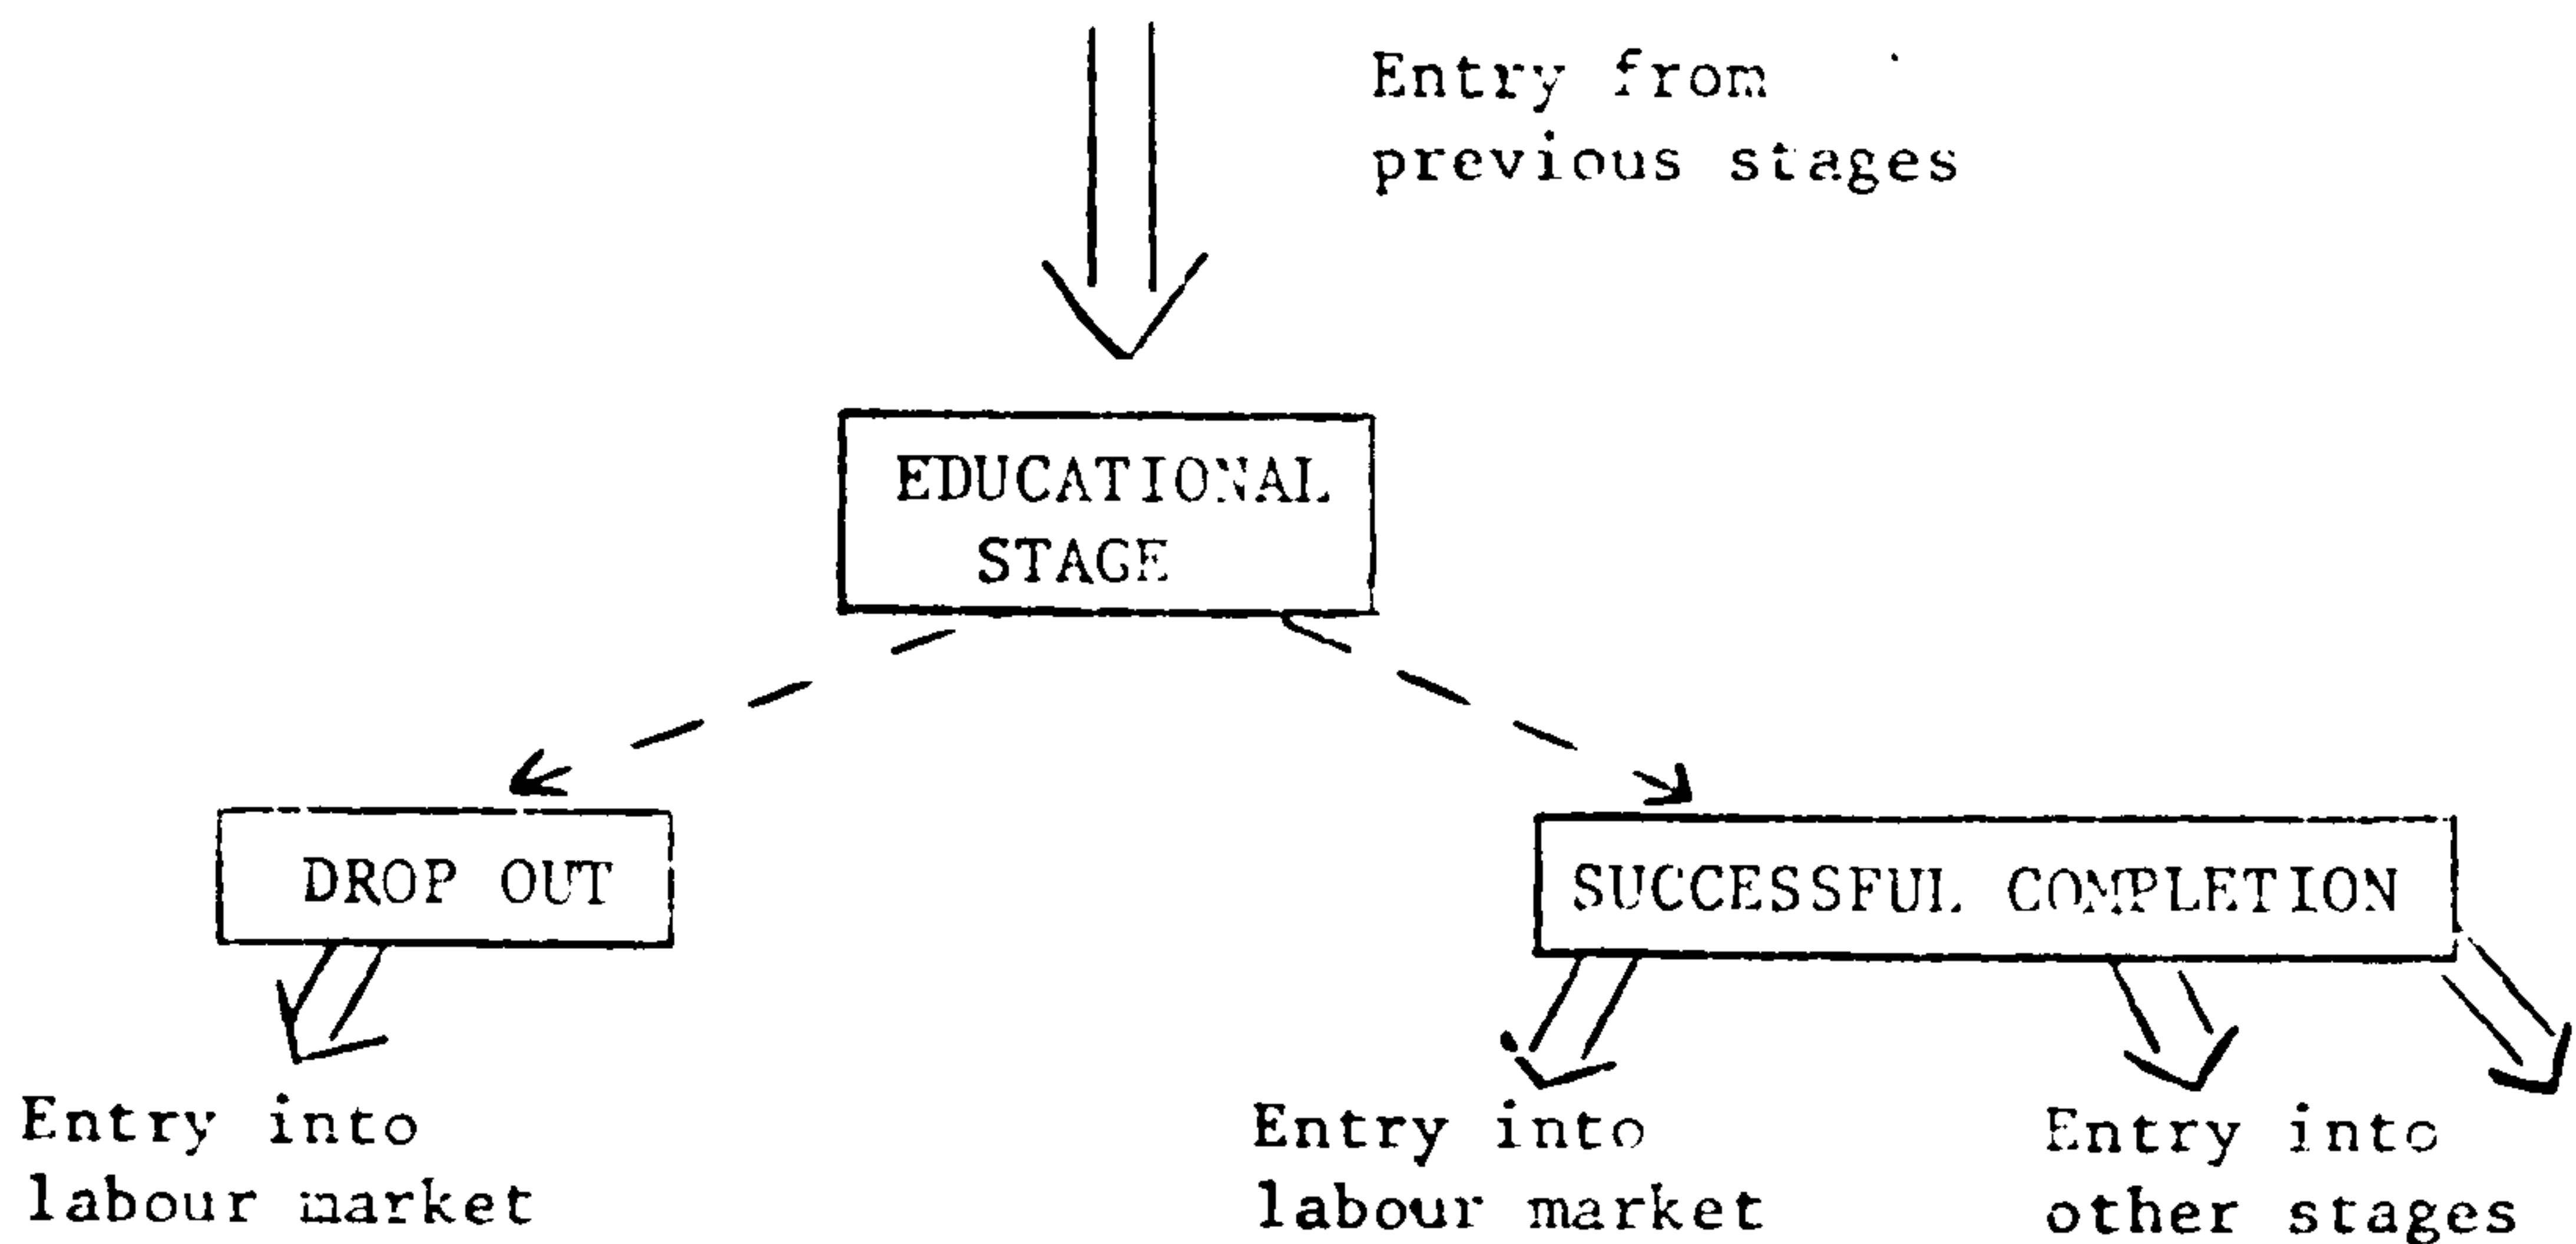 Entry from
previous stages
EDUCATIONAL
STAGE
DROP OUT
SUCCESSFUL COMPLETION
Entry into
labour market
Entry into
labour market
Entry into
other stages